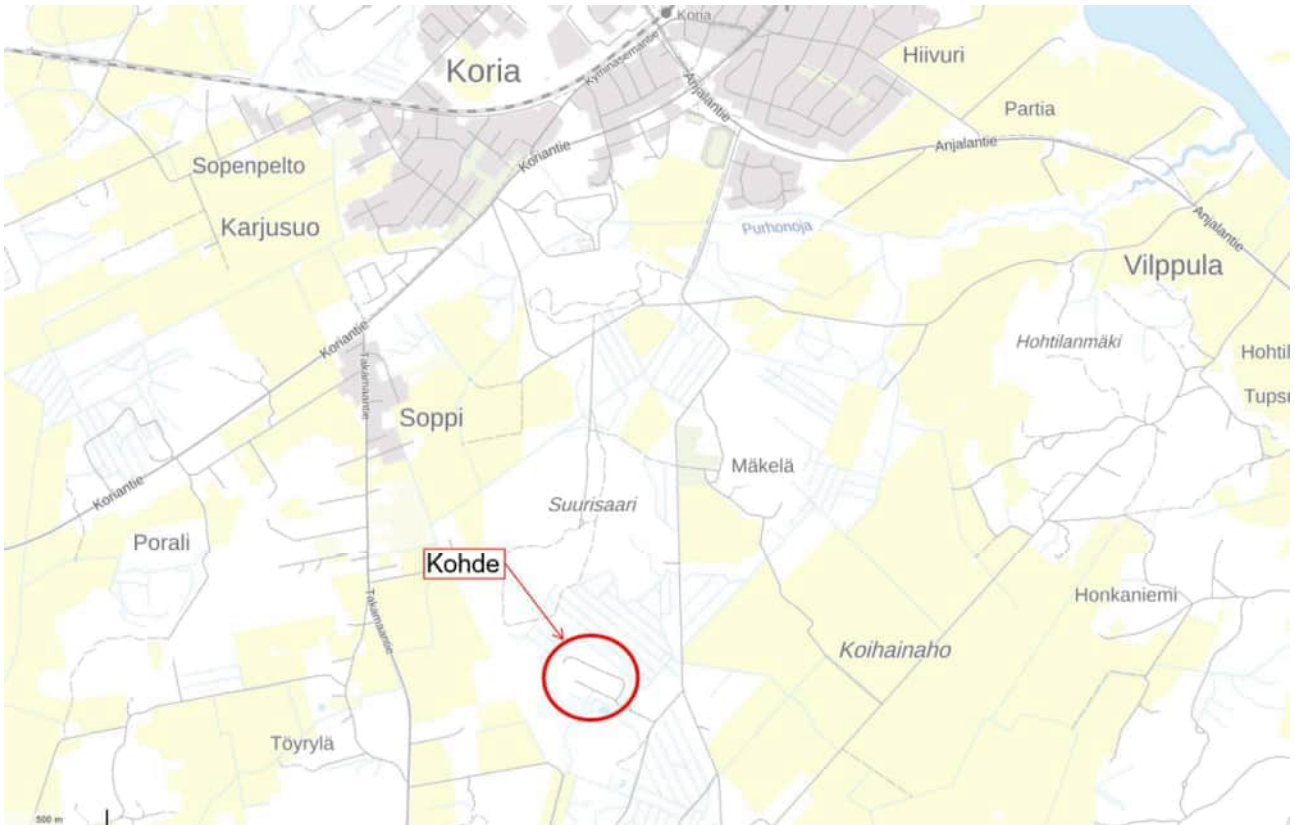 Koria
Kyminasemantie
Hiivuri
Koria
Anjalantie
Partia
Anjalantie
Koriantie
Sopenpelto
Karjusuo
Purhonoja
Anjalantie
Vilppula
Koriantie
Hohtilanmäki
Takamaantie
Soppi
Mäkelä
Koriantie
Suurisaari
Porali
Kohde
Takamaantie
Honkaniemi
Koihainaho
Töyrylä
500 m